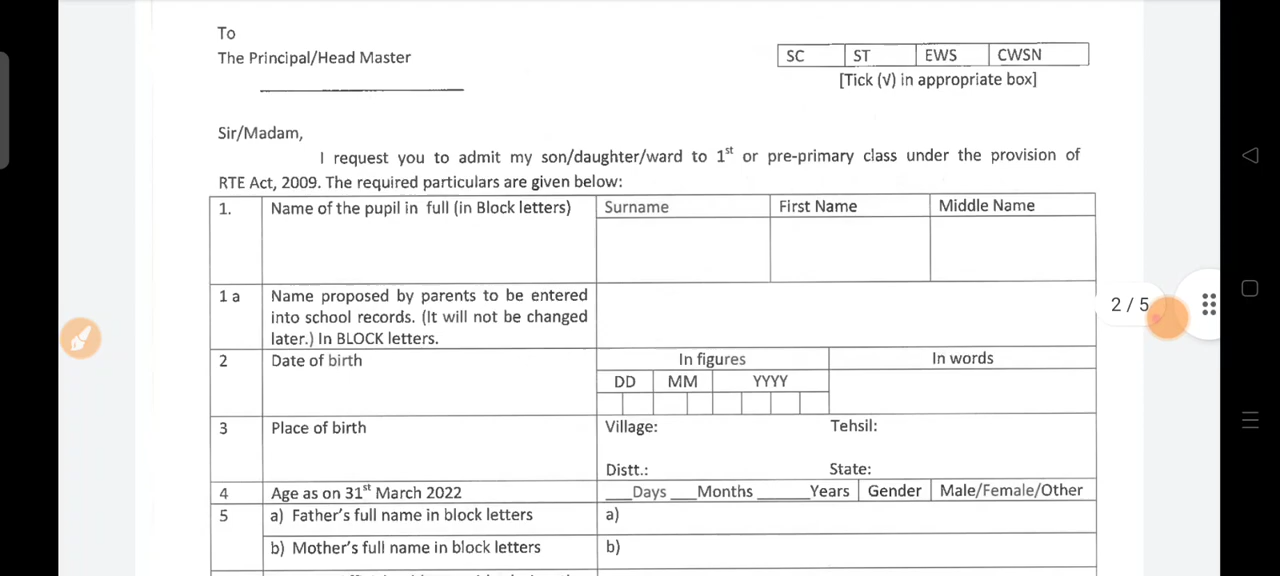 To
The Principal/Head Master
SC ST EWS CWSN
[Tick (√) in appropriate box]
Sir/Madam,
I request you to admit my son/daughter/ward to 1st or pre-primary class under the provision of
RTE Act, 2009. The required particulars are given below:
1. Name of the pupil in full (in Block letters) Surname First Name Middle Name
1 a Name proposed by parents to be entered
into school records. (It will not be changed
later.) In BLOCK letters.
2 / 5
2 Date of birth In figures In words
DD MM YYYY
3 Place of birth Village: Tehsil:
Distt.: State:
4 Age as on 31st March 2022 ___Days ___Months ______Years Gender Male/Female/Other
5 a) Father's full name in block letters a)
b) Mother's full name in block letters b)